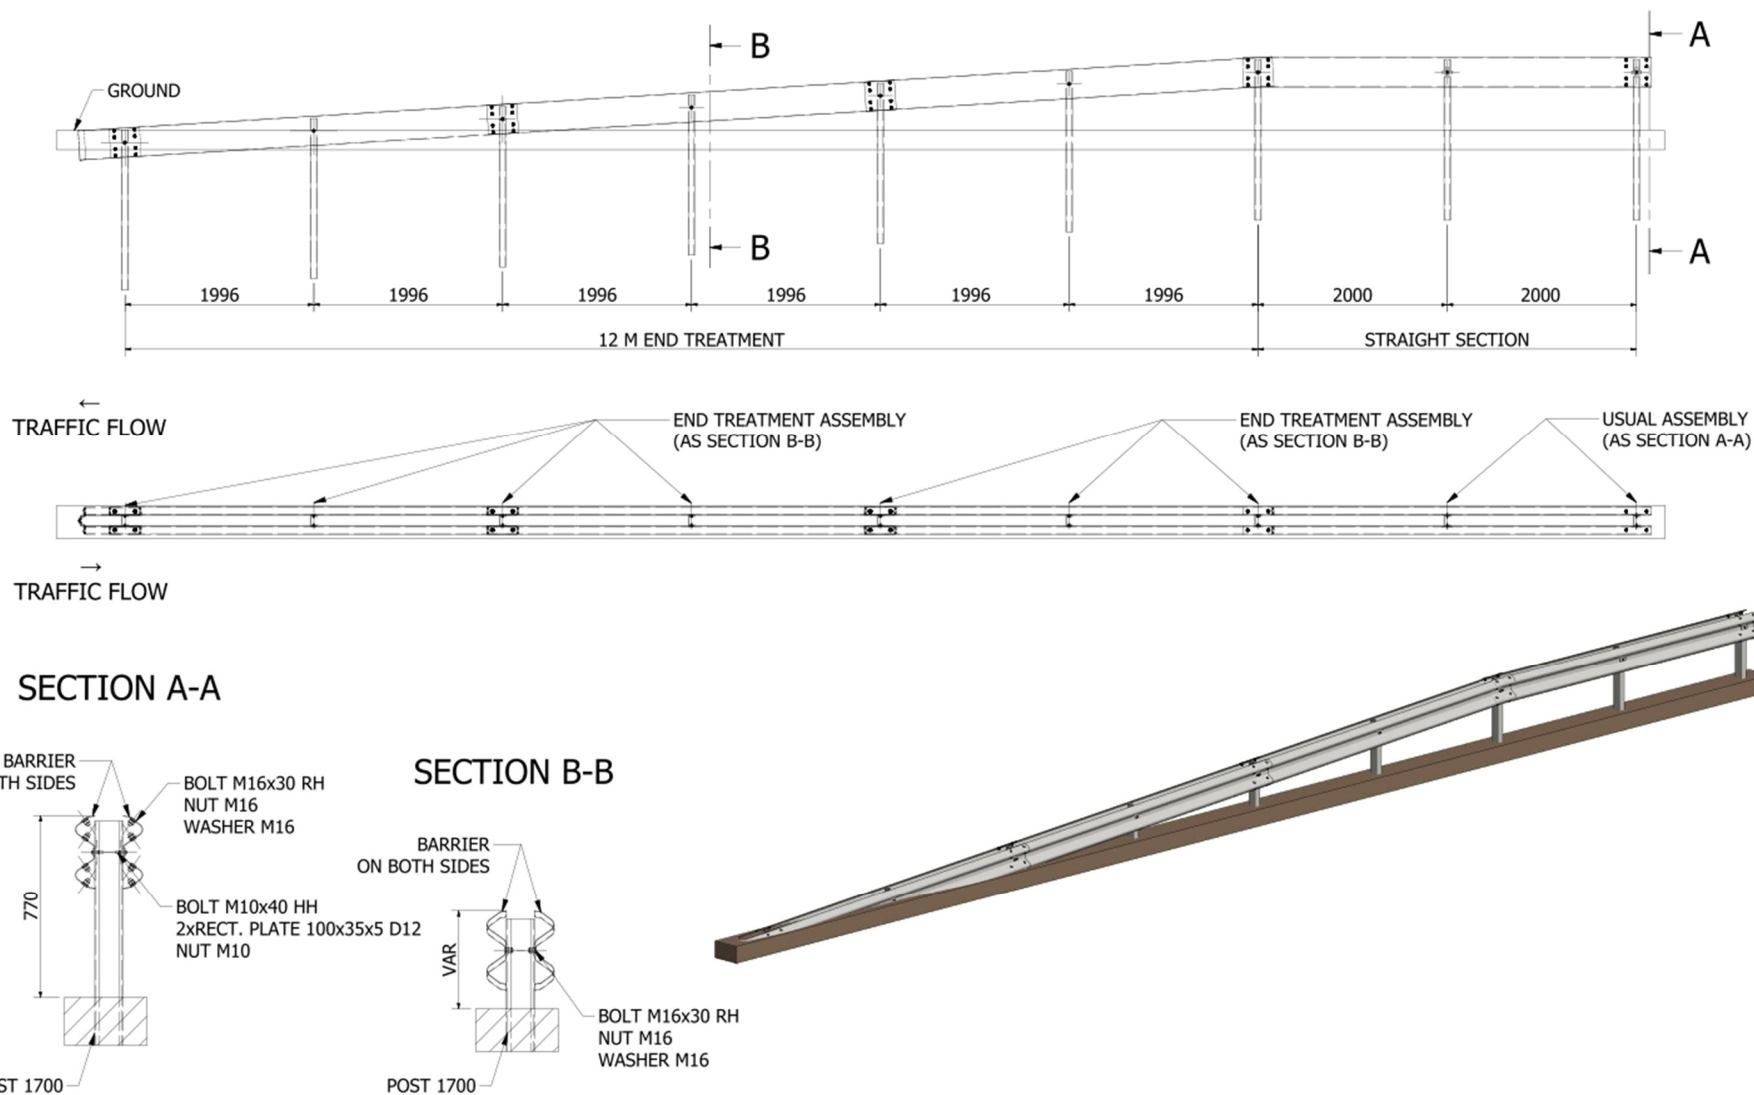 B
A
GROUND
B
A
1996
1996
1996
1996
1996
1996
2000
2000
12 M END TREATMENT
STRAIGHT SECTION
←
TRAFFIC FLOW
END TREATMENT ASSEMBLY
(AS SECTION B-B)
END TREATMENT ASSEMBLY
(AS SECTION B-B)
USUAL ASSEMBLY
(AS SECTION A-A)
→
TRAFFIC FLOW
SECTION A-A
BARRIER
TH SIDES
BOLT M16x30 RH
NUT M16
WASHER M16
770
BOLT M10x40 HH
2xRECT. PLATE 100x35x5 D12
NUT M10
ST 1700
SECTION B-B
BARRIER
ON BOTH SIDES
VAR
BOLT M16x30 RH
NUT M16
WASHER M16
POST 1700